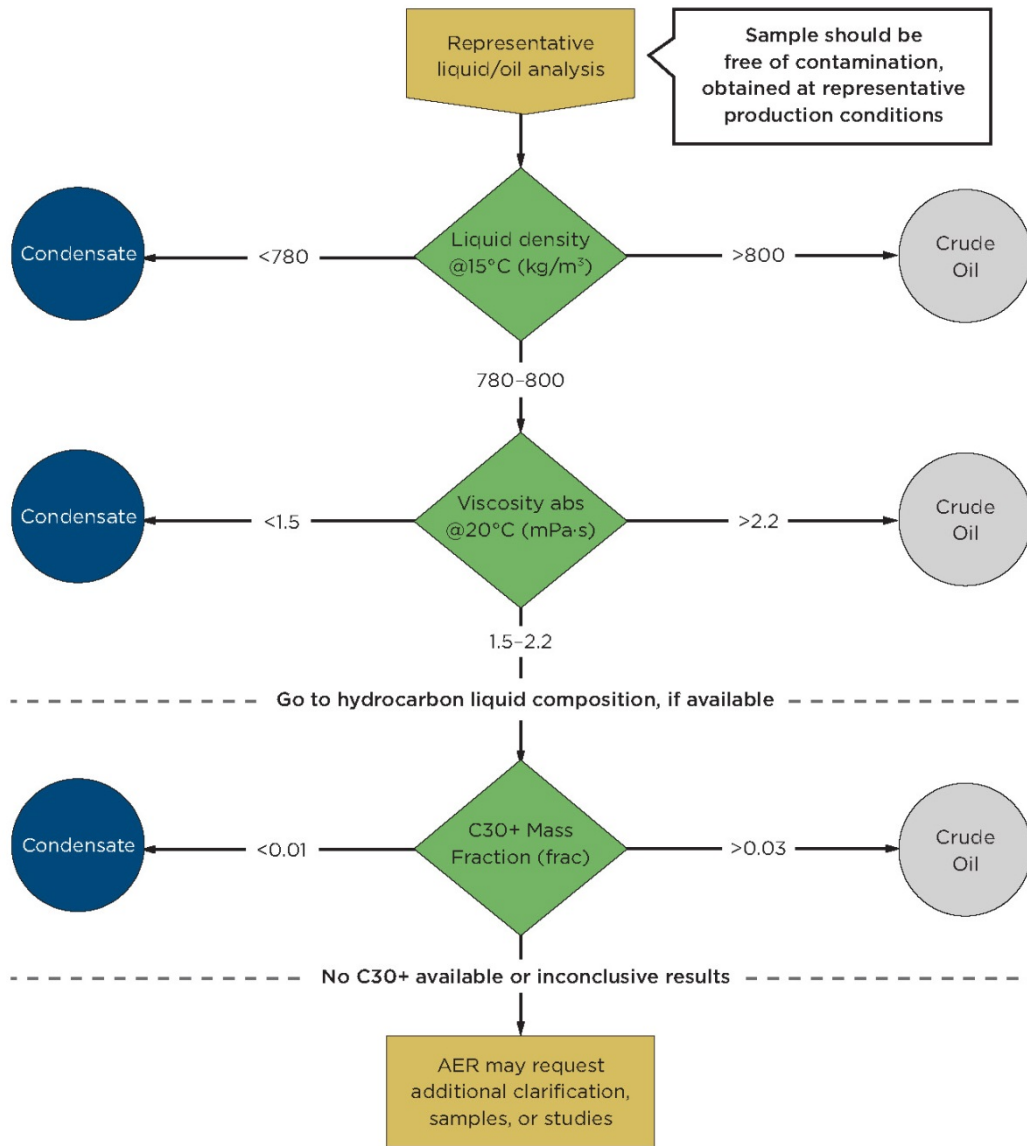 Representative
liquid/oil analysis
Sample should be
free of contamination,
obtained at representative
production conditions
Condensate
<780
Liquid density
@15°C (kg/m³)
>800
Crude
Oil
780–800
Condensate
<1.5
Viscosity abs
@20°C (mPa·s)
>2.2
Crude
Oil
1.5–2.2
Go to hydrocarbon liquid composition, if available
Condensate
<0.01
C30+ Mass
Fraction (frac)
>0.03
Crude
Oil
No C30+ available or inconclusive results
AER may request
additional clarification,
samples, or studies